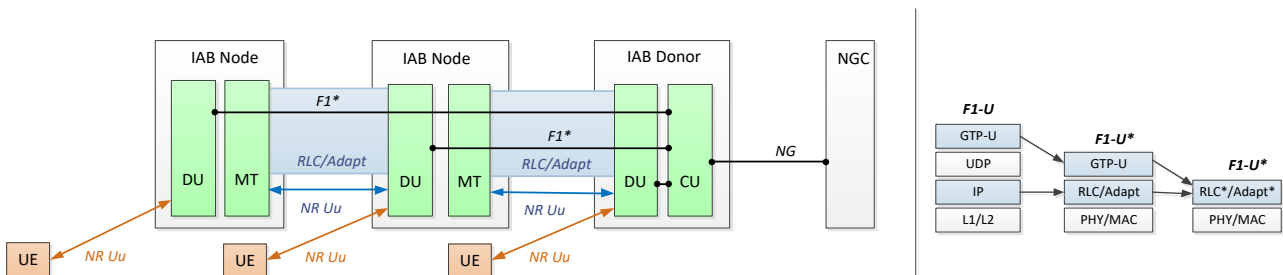 IAB Node
IAB Node
IAB Donor
NGC
F1*
F1*
RLC/Adapt
RLC/Adapt
NG
DU
MT
DU
MT
DU
CU
NR Uu
NR Uu
UE
NR Uu
UE
NR Uu
UE
NR Uu
F1-U
GTP-U
UDP
IP
L1/L2
F1-U*
GTP-U
RLC/Adapt
PHY/MAC
F1-U*
RLC*/Adapt*
PHY/MAC